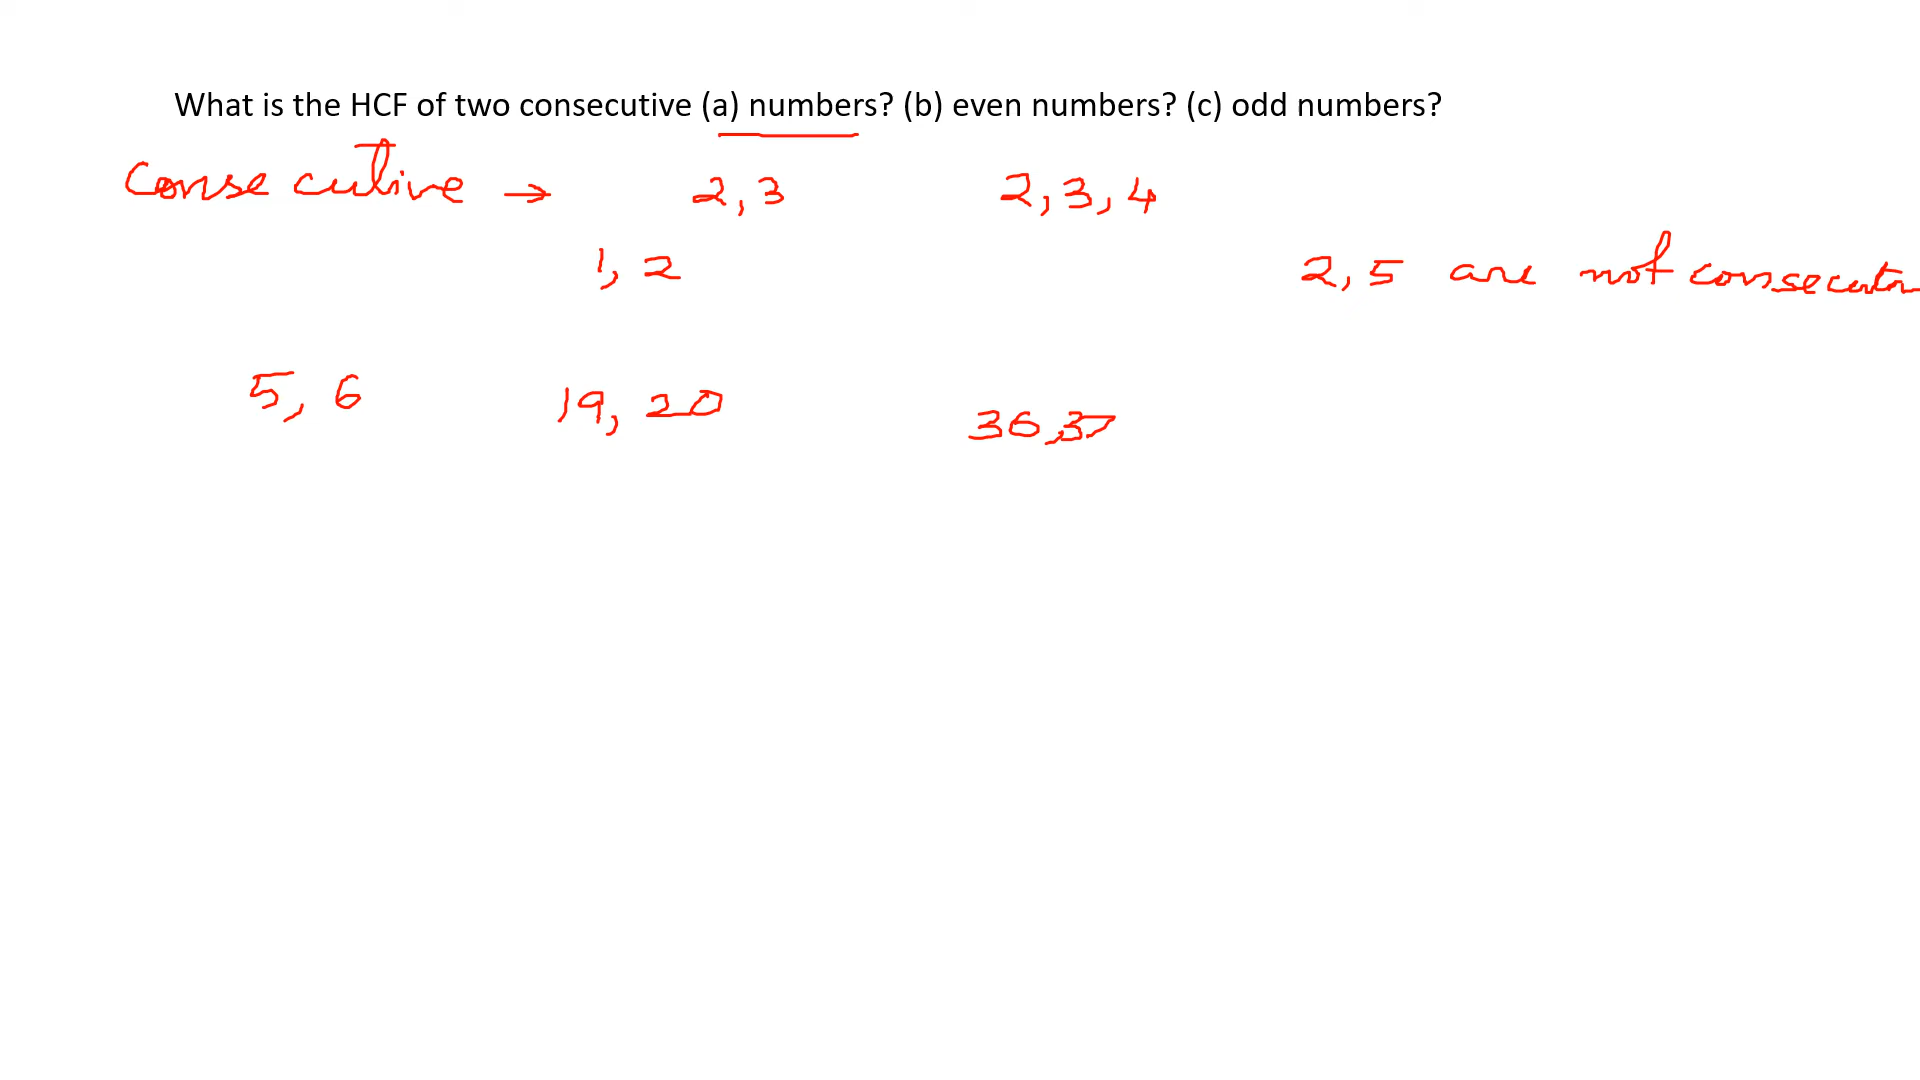 What is the HCF of two consecutive (a) numbers? (b) even numbers? (c) odd numbers?
Consecutive → 2, 3 2, 3, 4
1, 2 2, 5 are not
5, 6 19, 20 36, 37